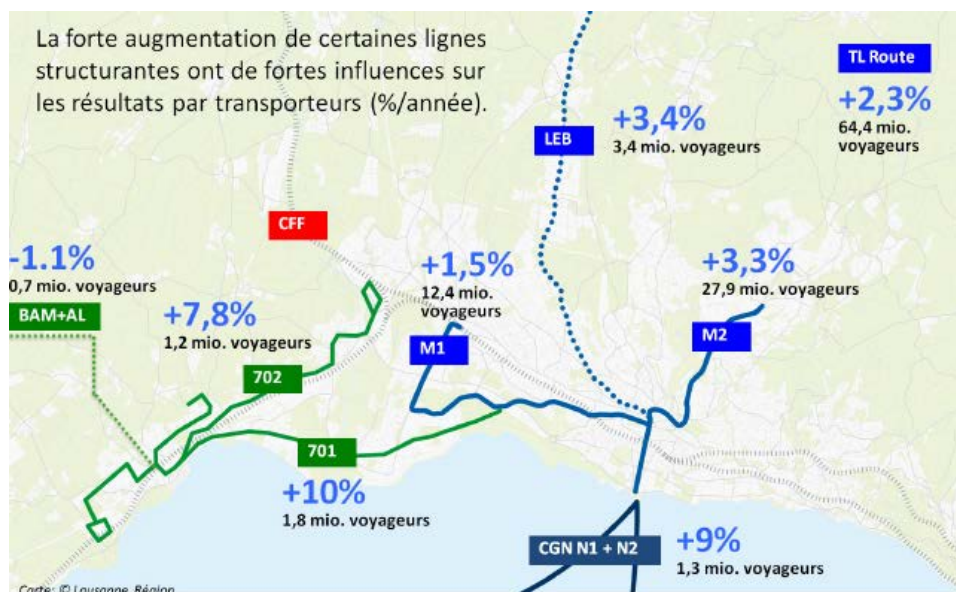 La forte augmentation de certaines lignes
structurantes ont de fortes influences sur
les résultats par transporteurs (%/année).
TL Route
+2,3%
64,4 mio.
voyageurs
LEB
+3,4%
3,4 mio. voyageurs
CFF
-1.1%
0,7 mio. voyageurs
BAM+AL
+7,8%
1,2 mio. voyageurs
702
+1,5%
12,4 mio.
voyageurs
M1
+3,3%
27,9 mio. voyageurs
M2
701
+10%
1,8 mio. voyageurs
CGN N1 + N2
+9%
1,3 mio. voyageurs
Carte: © Lausanne Région